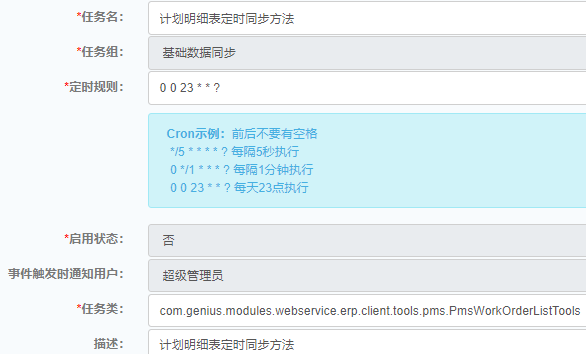 *任务名： 计划明细表定时同步方法
*任务组： 基础数据同步
*定时规则： 0 0 23 * * ?
Cron示例：前后不要有空格
*/5 * * * * ? 每隔5秒执行
0 */1 * * * ? 每隔1分钟执行
0 0 23 * * ? 每天23点执行
*启用状态： 否
事件触发时通知用户： 超级管理员
*任务类： com.genius.modules.webservice.erp.client.tools.pms.PmsWorkOrderListTools
描述： 计划明细表定时同步方法